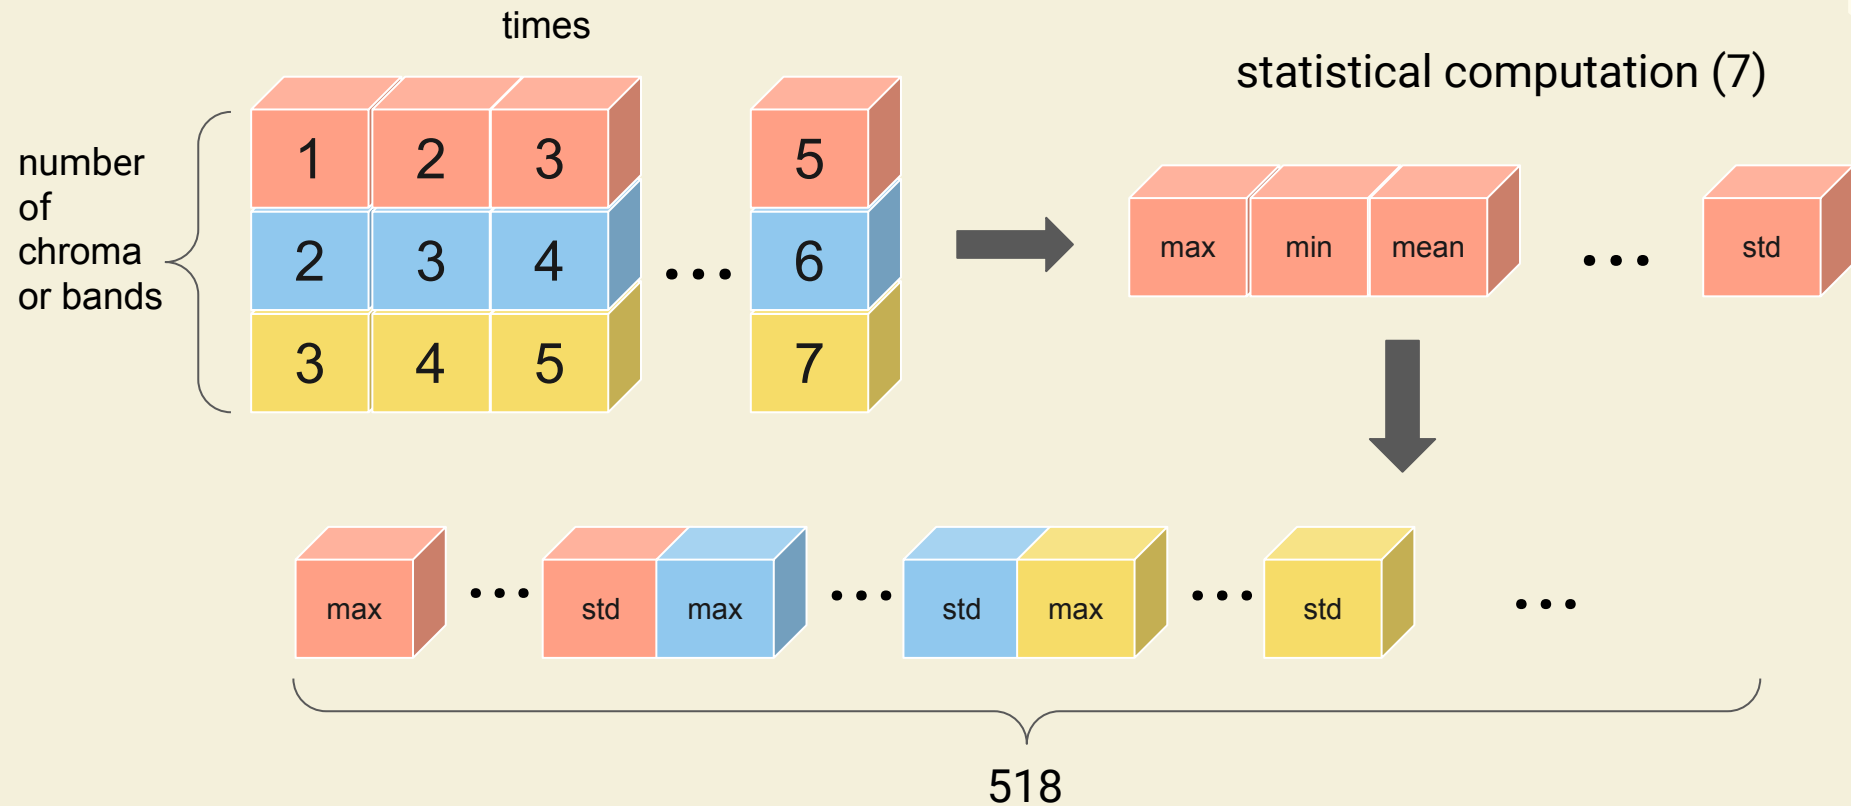 times
statistical computation (7)
number
of
chroma
or bands
1 2 3 ... 5
2 3 4 ... 6
3 4 5 7
max min mean ... std
max ... std max ... std max ... std ...
518